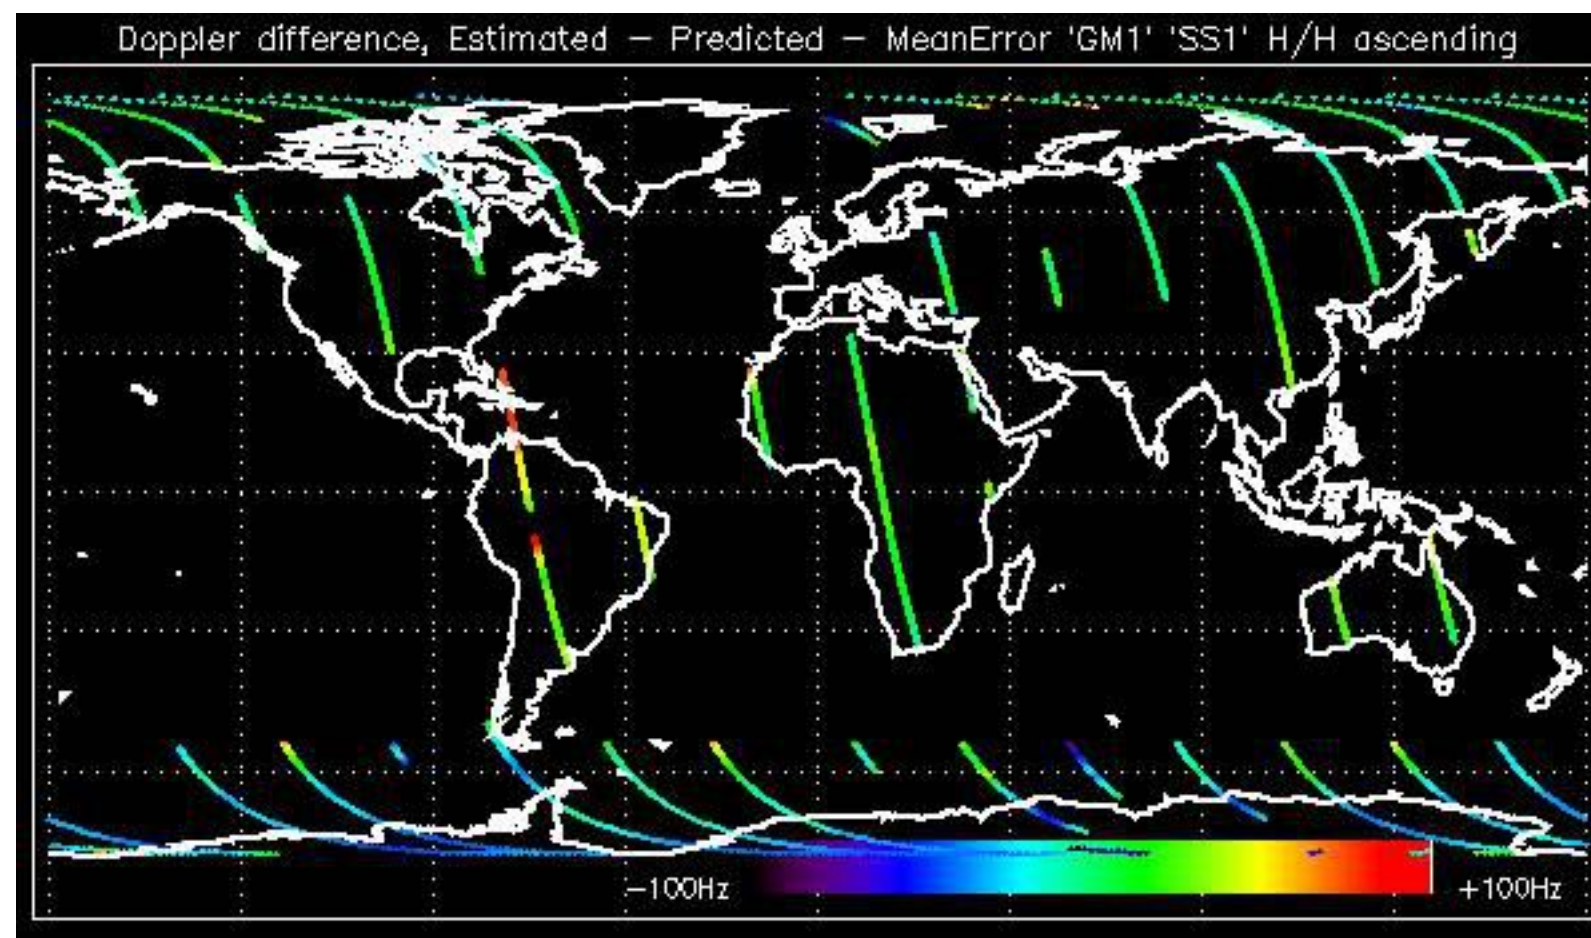 Doppler difference, Estimated − Predicted − MeanError 'GM1' 'SS1' H/H ascending
−100Hz +100Hz